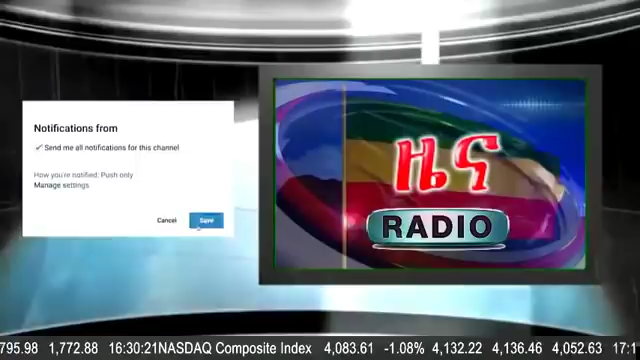 Notifications from
Send me all notifications for this channel
How you're notified: Push only
Manage settings
Cancel
Save
ዜና
RADIO
795.98 1,772.88 16:30:21NASDAQ Composite Index 4,083.61 -1.08% 4,132.22 4,136.46 4,052.63 17:1